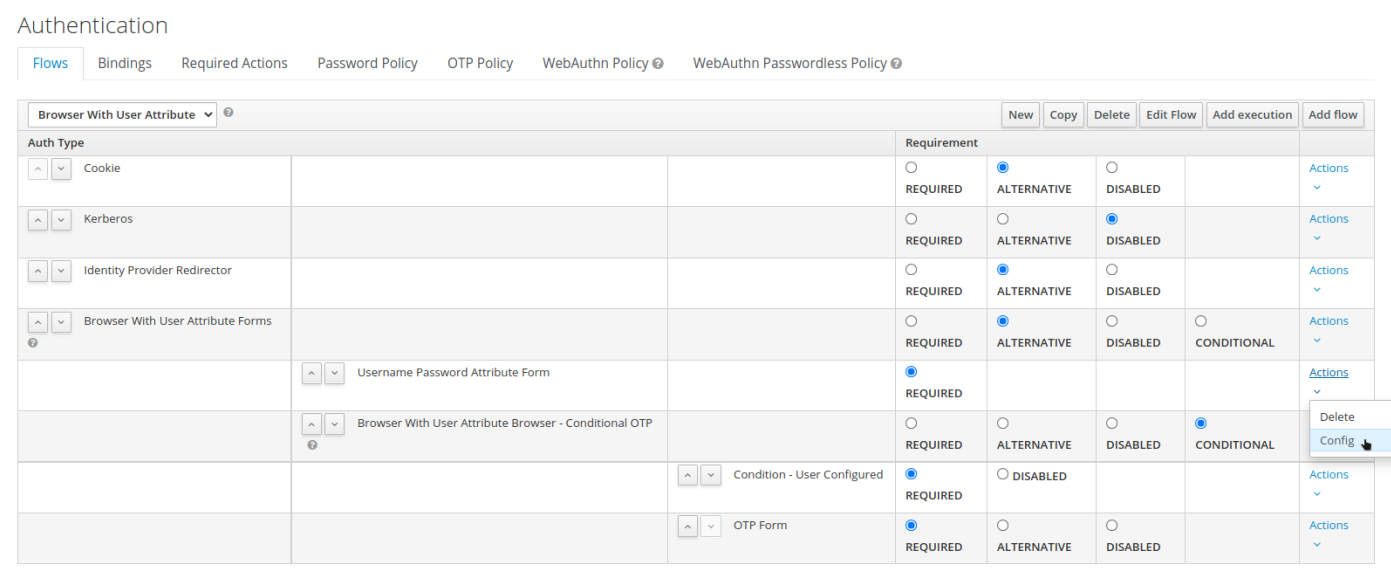 Authentication
Flows Bindings Required Actions Password Policy OTP Policy WebAuthn Policy ? WebAuthn Passwordless Policy ?
Browser With User Attribute ? New Copy Delete Edit Flow Add execution Add flow
Auth Type Requirement
Cookie Actions
REQUIRED ALTERNATIVE DISABLED
Kerberos Actions
REQUIRED ALTERNATIVE DISABLED
Identity Provider Redirector Actions
REQUIRED ALTERNATIVE DISABLED
Browser With User Attribute Forms Actions
? REQUIRED ALTERNATIVE DISABLED CONDITIONAL
Username Password Attribute Form Actions
REQUIRED
Delete
Browser With User Attribute Browser - Conditional OTP
? REQUIRED ALTERNATIVE DISABLED CONDITIONAL Config
Condition - User Configured DISABLED Actions
REQUIRED
OTP Form Actions
REQUIRED ALTERNATIVE DISABLED